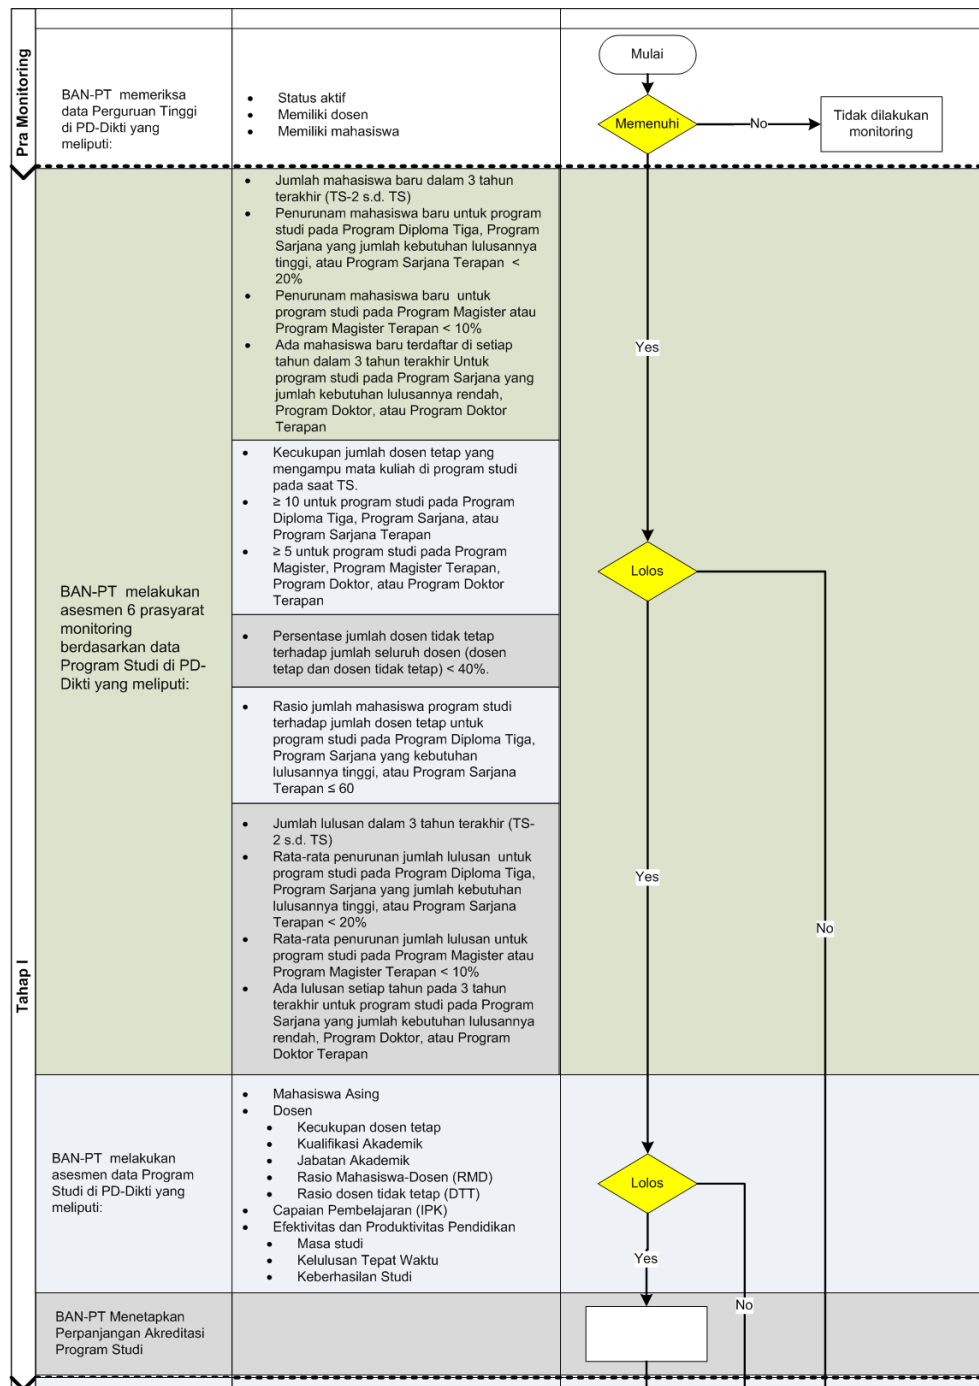 Pra Monitoring
BAN-PT memeriksa
data Perguruan Tinggi
di PD-Dikti yang
meliputi:
• Status aktif
• Memiliki dosen
• Memiliki mahasiswa
Mulai
Memenuhi
No
Tidak dilakukan
monitoring
Tahap I
BAN-PT melakukan
asesmen 6 prasyarat
monitoring
berdasarkan data
Program Studi di PD-
Dikti yang meliputi:
• Jumlah mahasiswa baru dalam 3 tahun
terakhir (TS-2 s.d. TS)
• Penurunam mahasiswa baru untuk program
studi pada Program Diploma Tiga, Program
Sarjana yang jumlah kebutuhan lulusannya
tinggi, atau Program Sarjana Terapan <
20%
• Penurunam mahasiswa baru untuk
program studi pada Program Magister atau
Program Magister Terapan < 10%
• Ada mahasiswa baru terdaftar di setiap
tahun dalam 3 tahun terakhir Untuk
program studi pada Program Sarjana yang
jumlah kebutuhan lulusannya rendah,
Program Doktor, atau Program Doktor
Terapan
Yes
• Kecukupan jumlah dosen tetap yang
mengampu mata kuliah di program studi
pada saat TS.
• ≥ 10 untuk program studi pada Program
Diploma Tiga, Program Sarjana, atau
Program Sarjana Terapan
• ≥ 5 untuk program studi pada Program
Magister, Program Magister Terapan,
Program Doktor, atau Program Doktor
Terapan
Lolos
• Persentase jumlah dosen tidak tetap
terhadap jumlah seluruh dosen (dosen
tetap dan dosen tidak tetap) < 40%.
• Rasio jumlah mahasiswa program studi
terhadap jumlah dosen tetap untuk
program studi pada Program Diploma Tiga,
Program Sarjana yang kebutuhan
lulusannya tinggi, atau Program Sarjana
Terapan ≤ 60
• Jumlah lulusan dalam 3 tahun terakhir (TS-
2 s.d. TS)
• Rata-rata penurunan jumlah lulusan untuk
program studi pada Program Diploma Tiga,
Program Sarjana yang jumlah kebutuhan
lulusannya tinggi, atau Program Sarjana
Terapan < 20%
• Rata-rata penurunan jumlah lulusan untuk
program studi pada Program Magister atau
Program Magister Terapan < 10%
• Ada lulusan setiap tahun pada 3 tahun
terakhir untuk program studi pada Program
Sarjana yang jumlah kebutuhan lulusannya
rendah, Program Doktor, atau Program
Doktor Terapan
Yes
No
BAN-PT melakukan
asesmen data Program
Studi di PD-Dikti yang
meliputi:
• Mahasiswa Asing
• Dosen
• Kecukupan dosen tetap
• Kualifikasi Akademik
• Jabatan Akademik
• Rasio Mahasiswa-Dosen (RMD)
• Rasio dosen tidak tetap (DTT)
• Capaian Pembelajaran (IPK)
• Efektivitas dan Produktivitas Pendidikan
• Masa studi
• Kelulusan Tepat Waktu
• Keberhasilan Studi
Lolos
Yes
No
BAN-PT Menetapkan
Perpanjangan Akreditasi
Program Studi